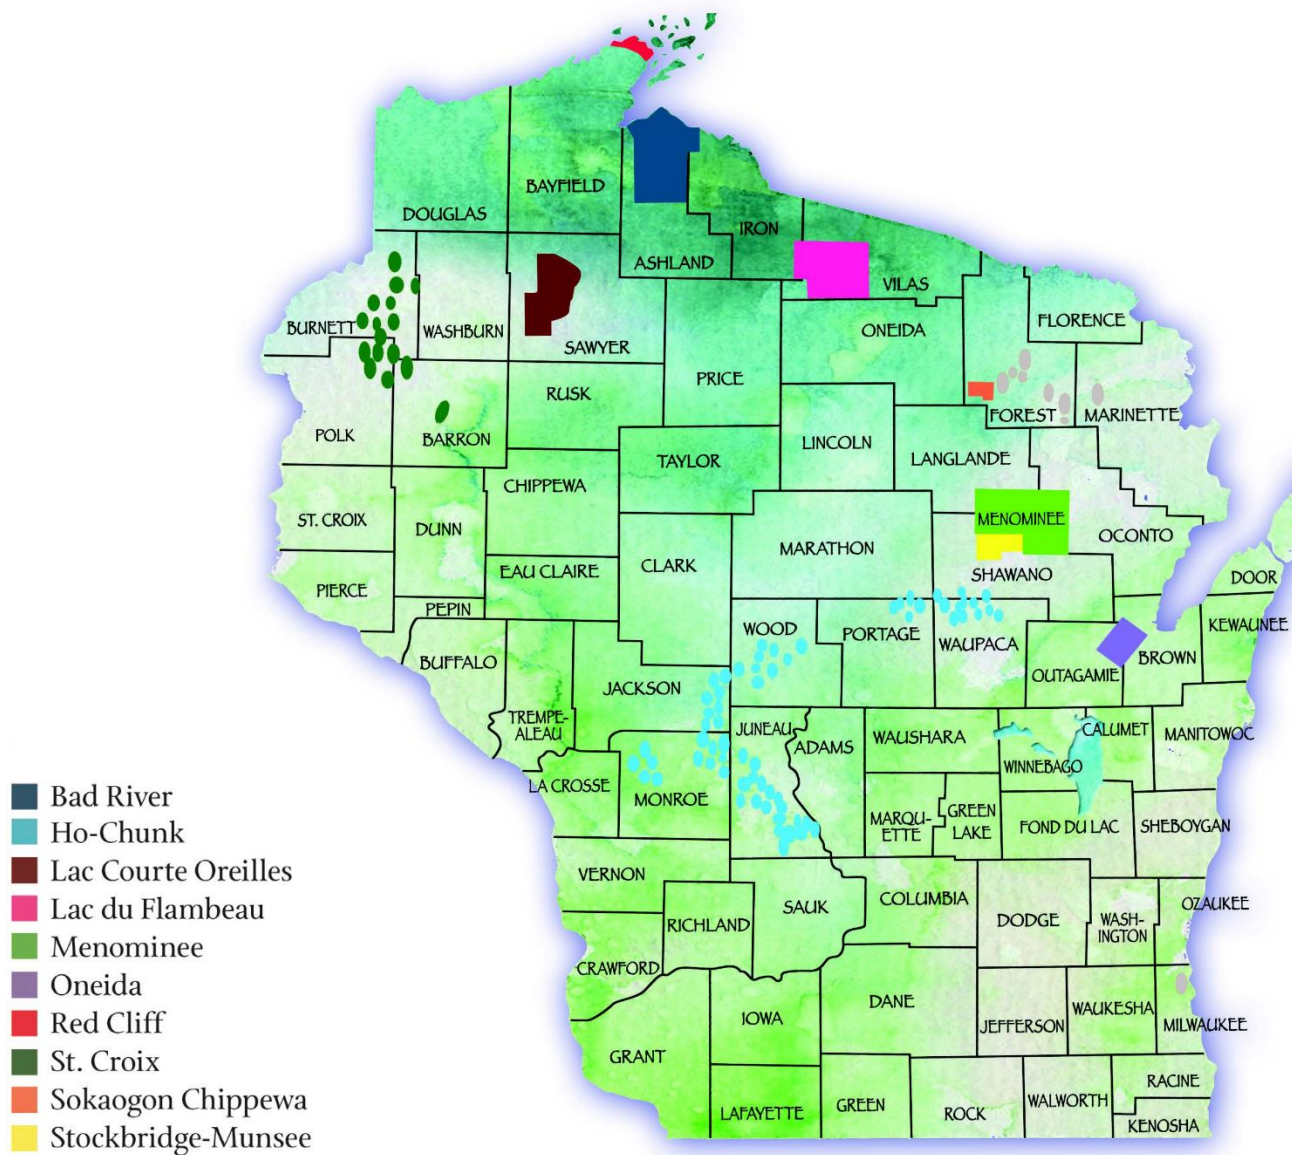 BAYFIELD
DOUGLAS
IRON
ASHLAND
VILAS
BURNETT
WASHBURN
SAWYER
ONEIDA
FLORENCE
PRICE
RUSK
FOREST
MARINETTE
POLK
BARRON
LINCOLN
LANGLANDE
TAYLOR
CHIPPEWA
ST. CROIX
DUNN
MENOMINEE
OCONTO
MARATHON
CLARK
EAU CLAIRE
SHAWANO
PIERCE
DOOR
PEPIN
WOOD
PORTAGE
WAUPACA
KEWAUNEE
BROWN
BUFFALO
OUTAGAMIE
JACKSON
TREMPE-
ALEAU
JUNEAU
ADAMS
WAUSHARA
CALUMET
MANITOWOC
WINNEBAGO
LA CROSSE
MONROE
MARQU-
ETTE
GREEN
LAKE
FOND DU LAC
SHEBOYGAN
VERNON
SAUK
COLUMBIA
OZAUKEE
RICHLAND
DODGE
WASH-
INGTON
CRAWFORD
DANE
IOWA
JEFFERSON
WAUKESHA
MILWAUKEE
GRANT
RACINE
LAFAYETTE
GREEN
ROCK
WALWORTH
KENOSHA
Bad River
Ho-Chunk
Lac Courte Oreilles
Lac du Flambeau
Menominee
Oneida
Red Cliff
St. Croix
Sokaogon Chippewa
Stockbridge-Munsee